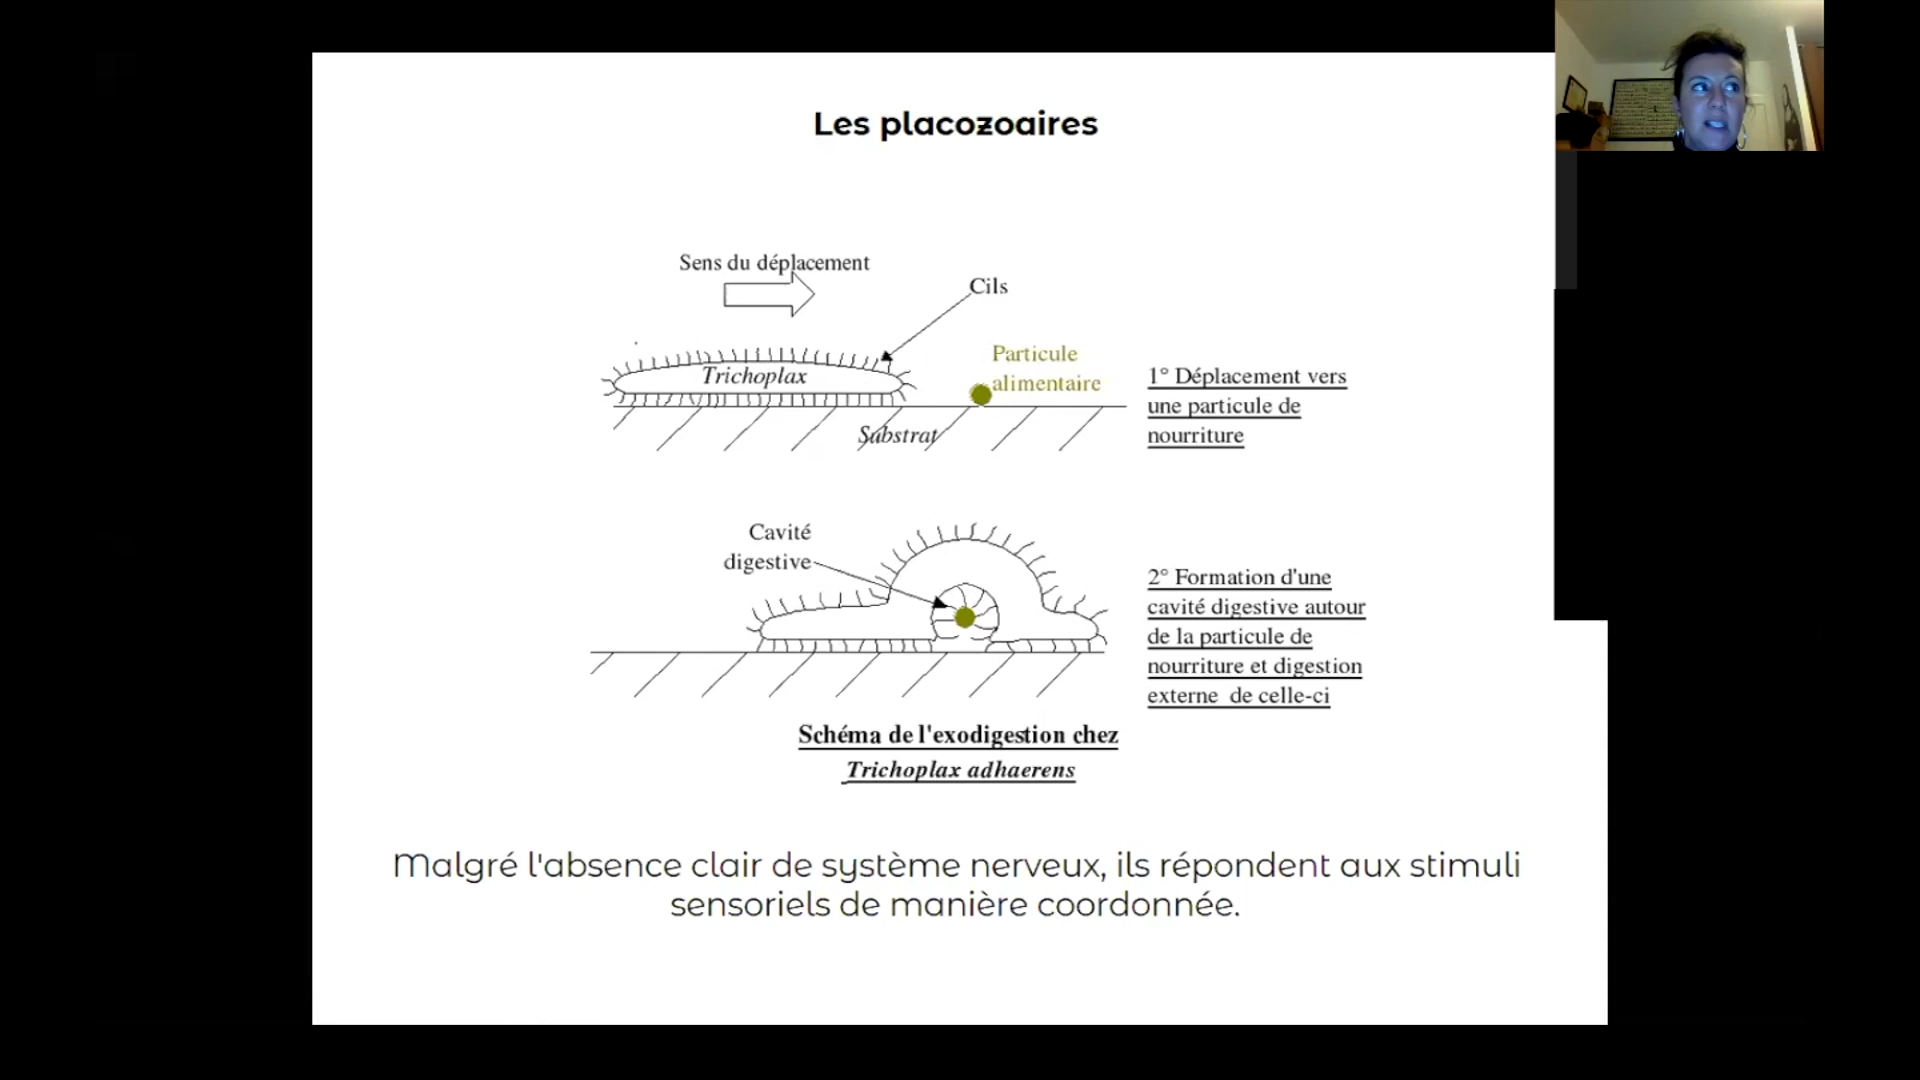 Les placozoaires
Sens du déplacement
Cils
Particule
alimentaire
Trichoplax
Substrat
1° Déplacement vers
une particule de
nourriture
Cavité
digestive
2° Formation d'une
cavité digestive autour
de la particule de
nourriture et digestion
externe de celle-ci
Schéma de l'exodigestion chez
Trichoplax adhaerens
Malgré l'absence clair de système nerveux, ils répondent aux stimuli
sensoriels de manière coordonnée.